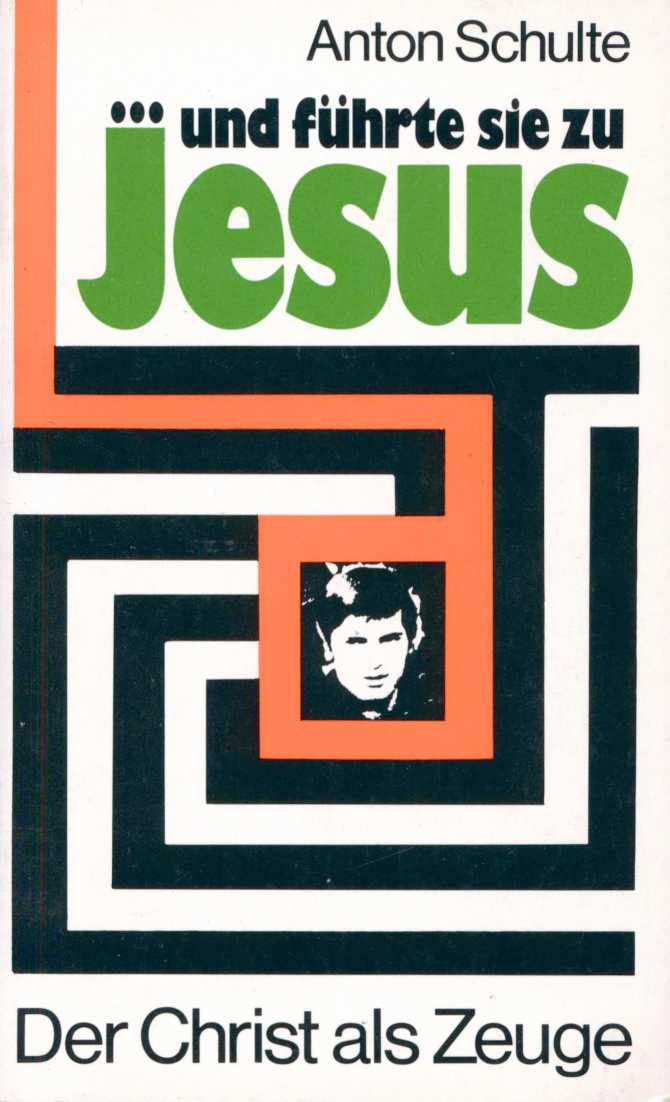 Anton Schulte
... und führte sie zu
jesus
Der Christ als Zeuge